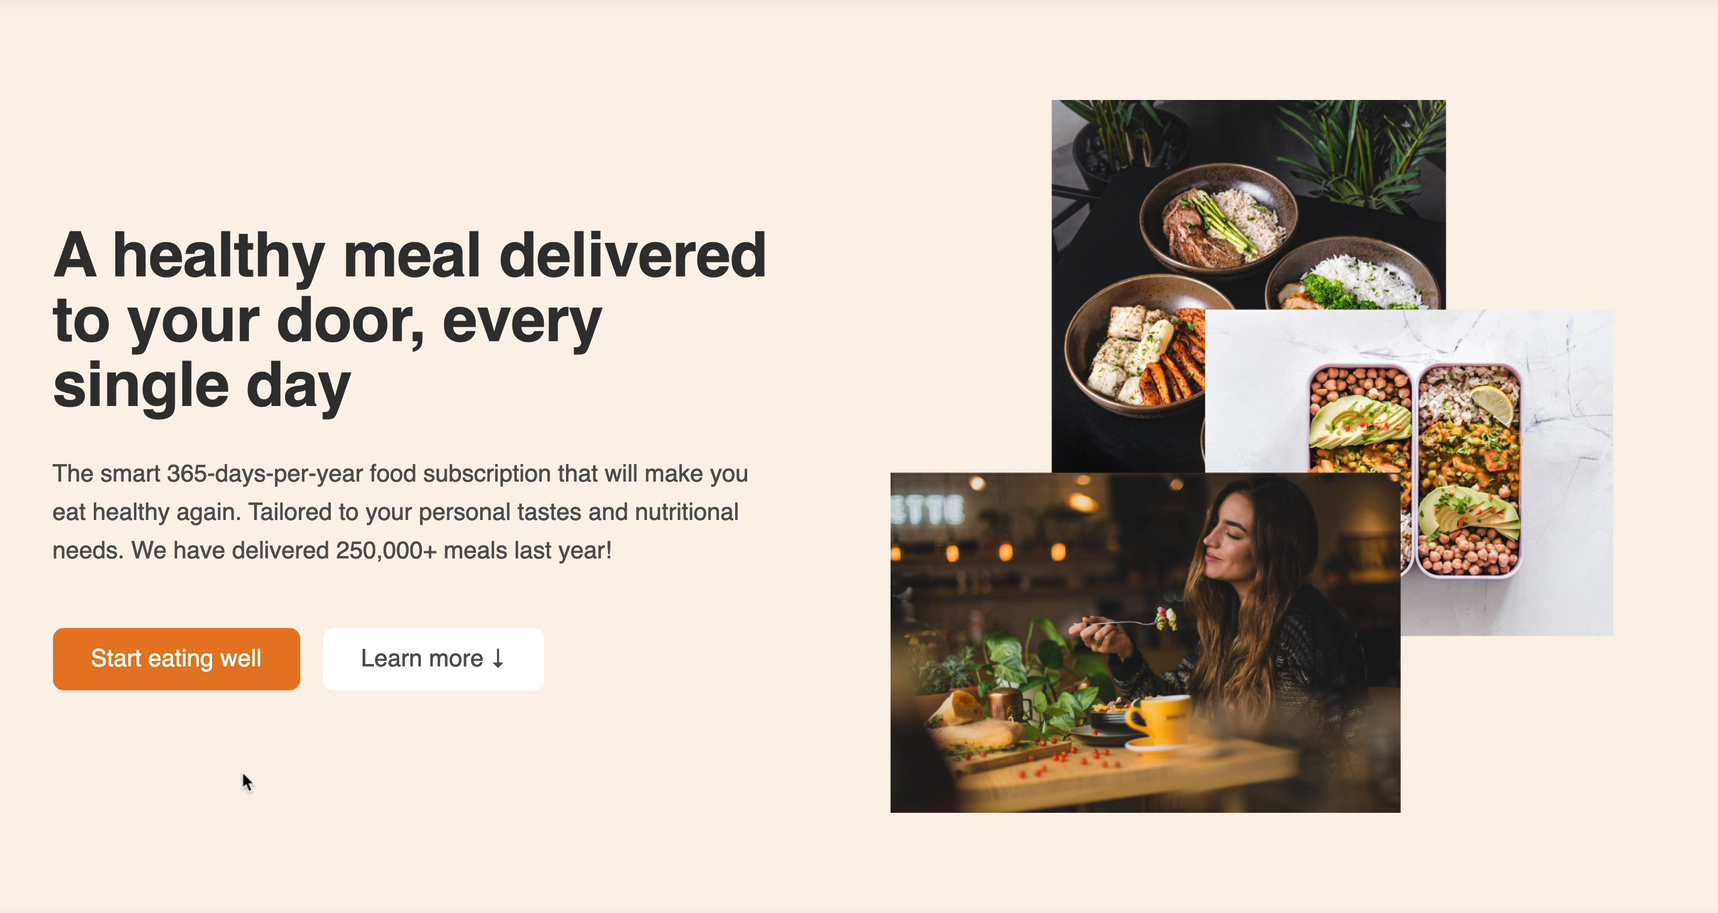 A healthy meal delivered
to your door, every
single day
The smart 365-days-per-year food subscription that will make you
eat healthy again. Tailored to your personal tastes and nutritional
needs. We have delivered 250,000+ meals last year!
Start eating well
Learn more ↓
ETTE